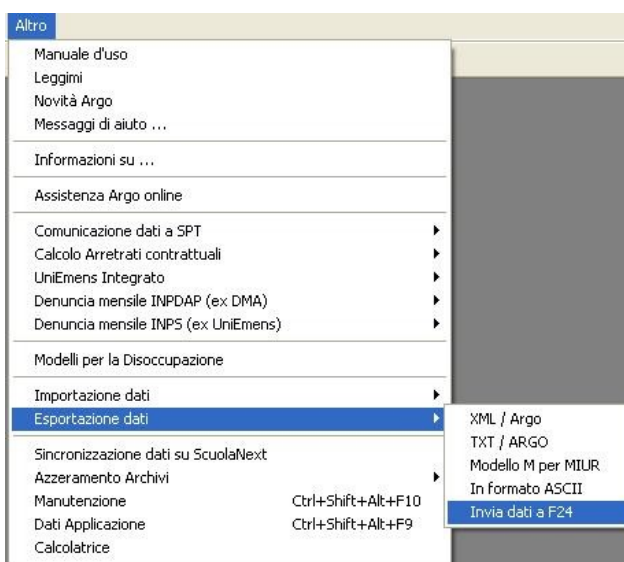 Altro
Manuale d'uso
Leggimi
Novità Argo
Messaggi di aiuto ...
Informazioni su ...
Assistenza Argo online
Comunicazione dati a SPT
Calcolo Arretrati contrattuali
UniEmens Integrato
Denuncia mensile INPDAP (ex DMA)
Denuncia mensile INPS (ex UniEmens)
Modelli per la Disoccupazione
Importazione dati
Esportazione dati
XML / Argo
TXT / ARGO
Modello M per MIUR
In formato ASCII
Invia dati a F24
Sincronizzazione dati su ScuolaNext
Azzeramento Archivi
Manutenzione Ctrl+Shift+Alt+F10
Dati Applicazione Ctrl+Shift+Alt+F9
Calcolatrice